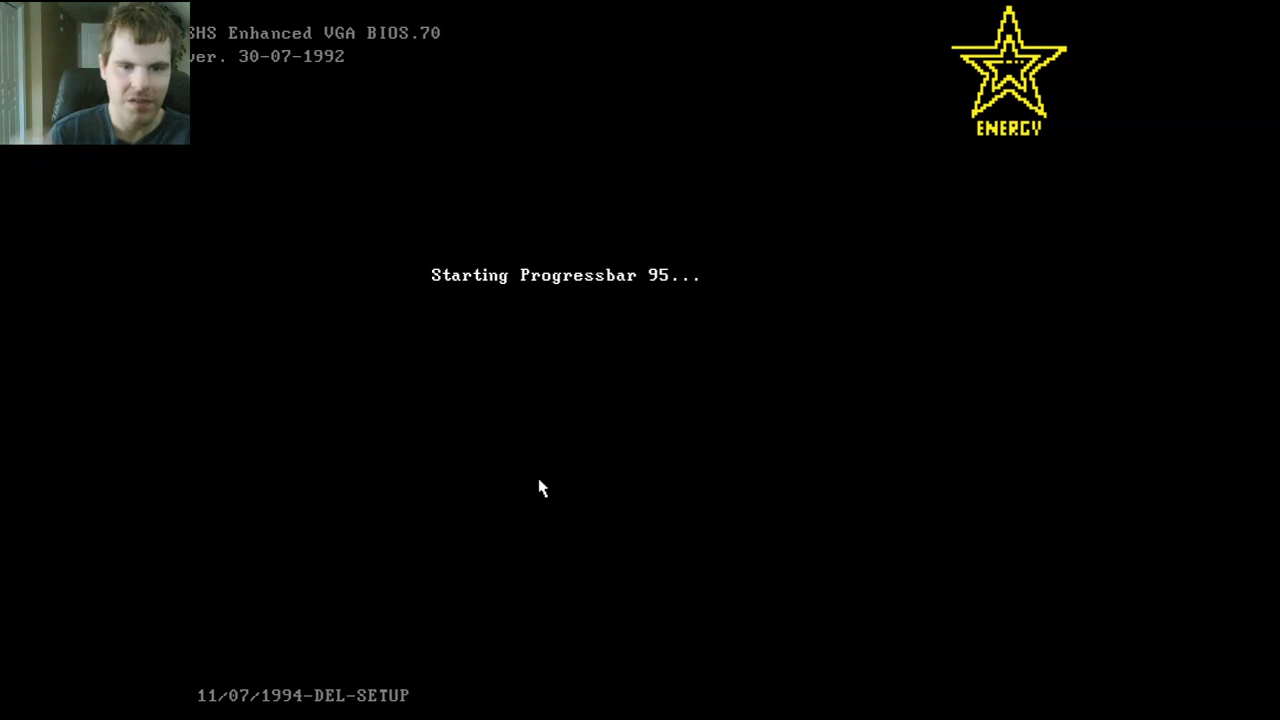 SHS Enhanced VGA BIOS.70
ver. 30-07-1992
ENERGY
Starting Progressbar 95...
11/07/1994-DEL-SETUP